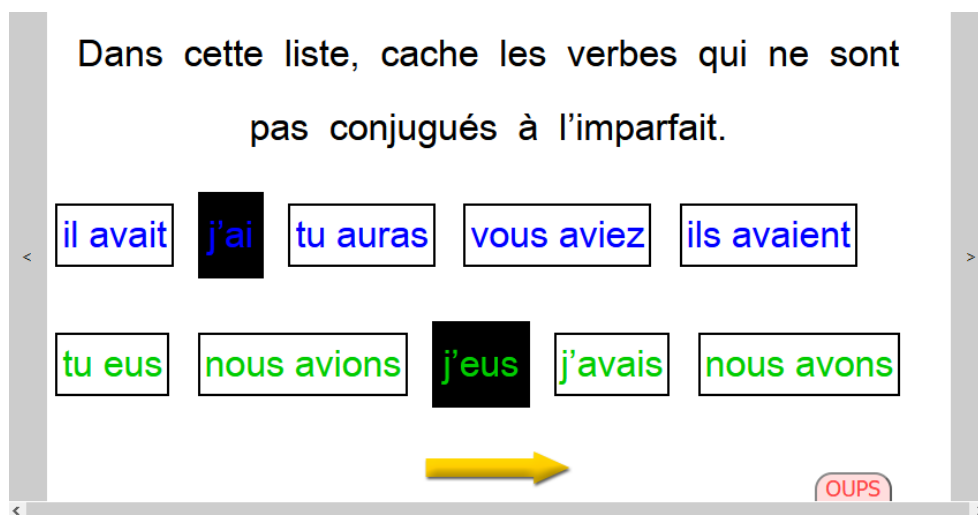 Dans cette liste, cache les verbes qui ne sont
pas conjugués à l’imparfait.
il avait j’ai tu auras vous aviez ils avaient
< >
tu eus nous avions j’eus j’avais nous avons
OUPS